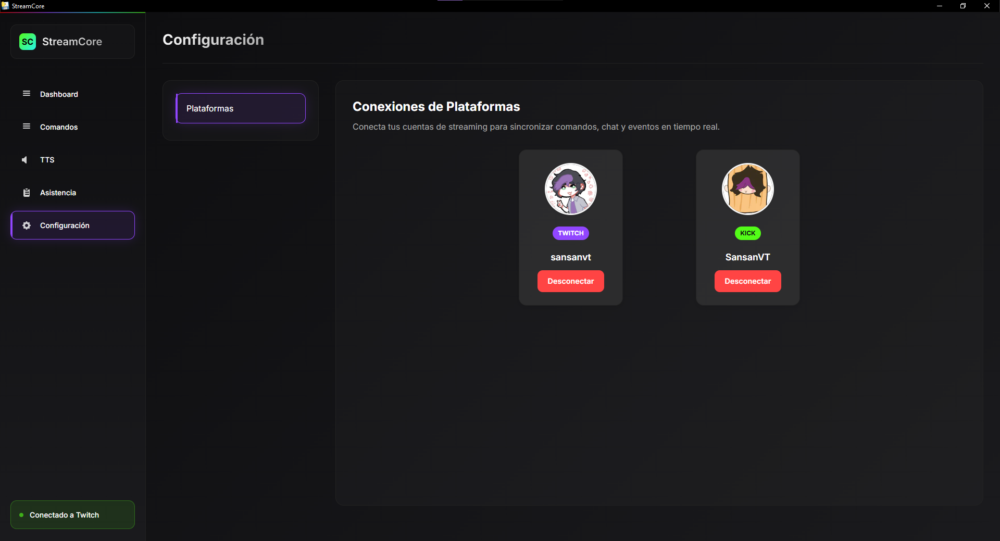 StreamCore
SC StreamCore
Dashboard
Comandos
TTS
Asistencia
Configuración
Conectado a Twitch
Configuración
Plataformas
Conexiones de Plataformas
Conecta tus cuentas de streaming para sincronizar comandos, chat y eventos en tiempo real.
TWITCH
sansanvt
Desconectar
KICK
SansanVT
Desconectar